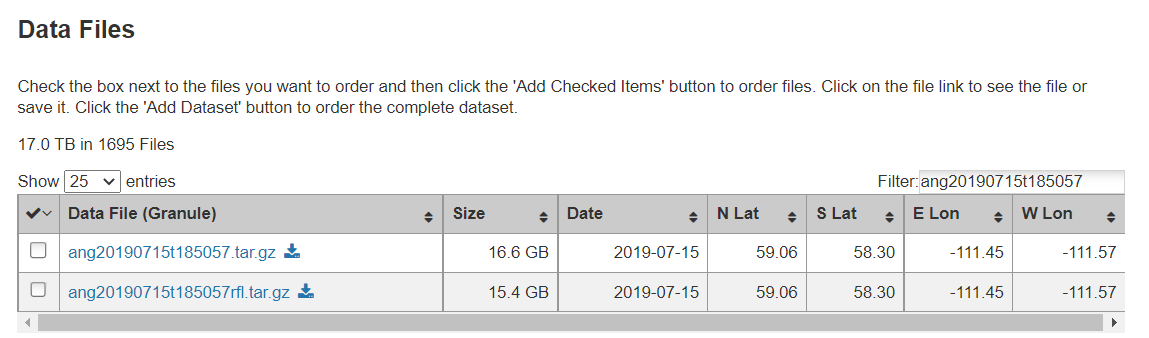 Data Files
Check the box next to the files you want to order and then click the 'Add Checked Items' button to order files. Click on the file link to see the file or
save it. Click the 'Add Dataset' button to order the complete dataset.
17.0 TB in 1695 Files
Show 25 entries Filter: ang20190715t185057
Data File (Granule) Size Date N Lat S Lat E Lon W Lon
ang20190715t185057.tar.gz 16.6 GB 2019-07-15 59.06 58.30 -111.45 -111.57
ang20190715t185057rfl.tar.gz 15.4 GB 2019-07-15 59.06 58.30 -111.45 -111.57